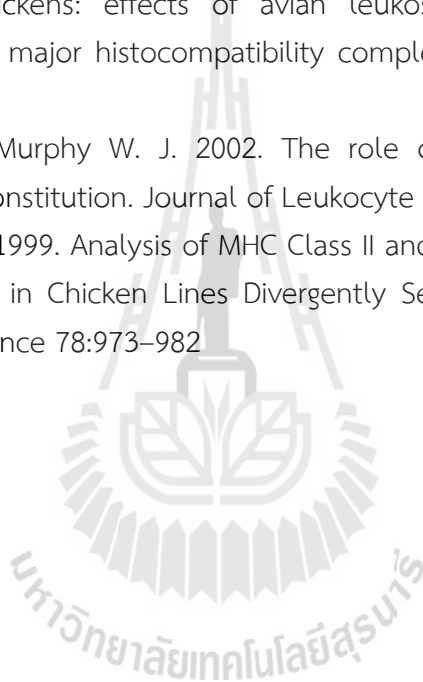 ickens: effects of avian leukos
major histocompatibility comple
Murphy W. J. 2002. The role
onstitution. Journal of Leukocyte
1999. Analysis of MHC Class II and
in Chicken Lines Divergently Se
nce 78:973–982
มหาวิทยาลัยเทคโนโลยีสุรนารี